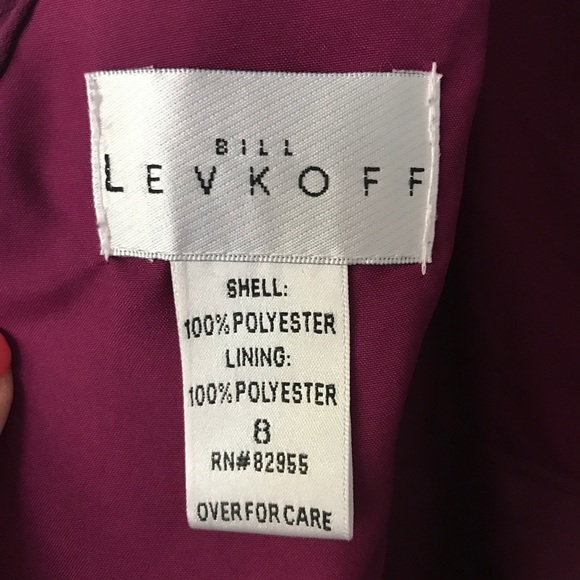 BILL
LEVKOFF
SHELL:
100% POLYESTER
LINING:
100% POLYESTER
8
RN#82955
OVER FOR CARE